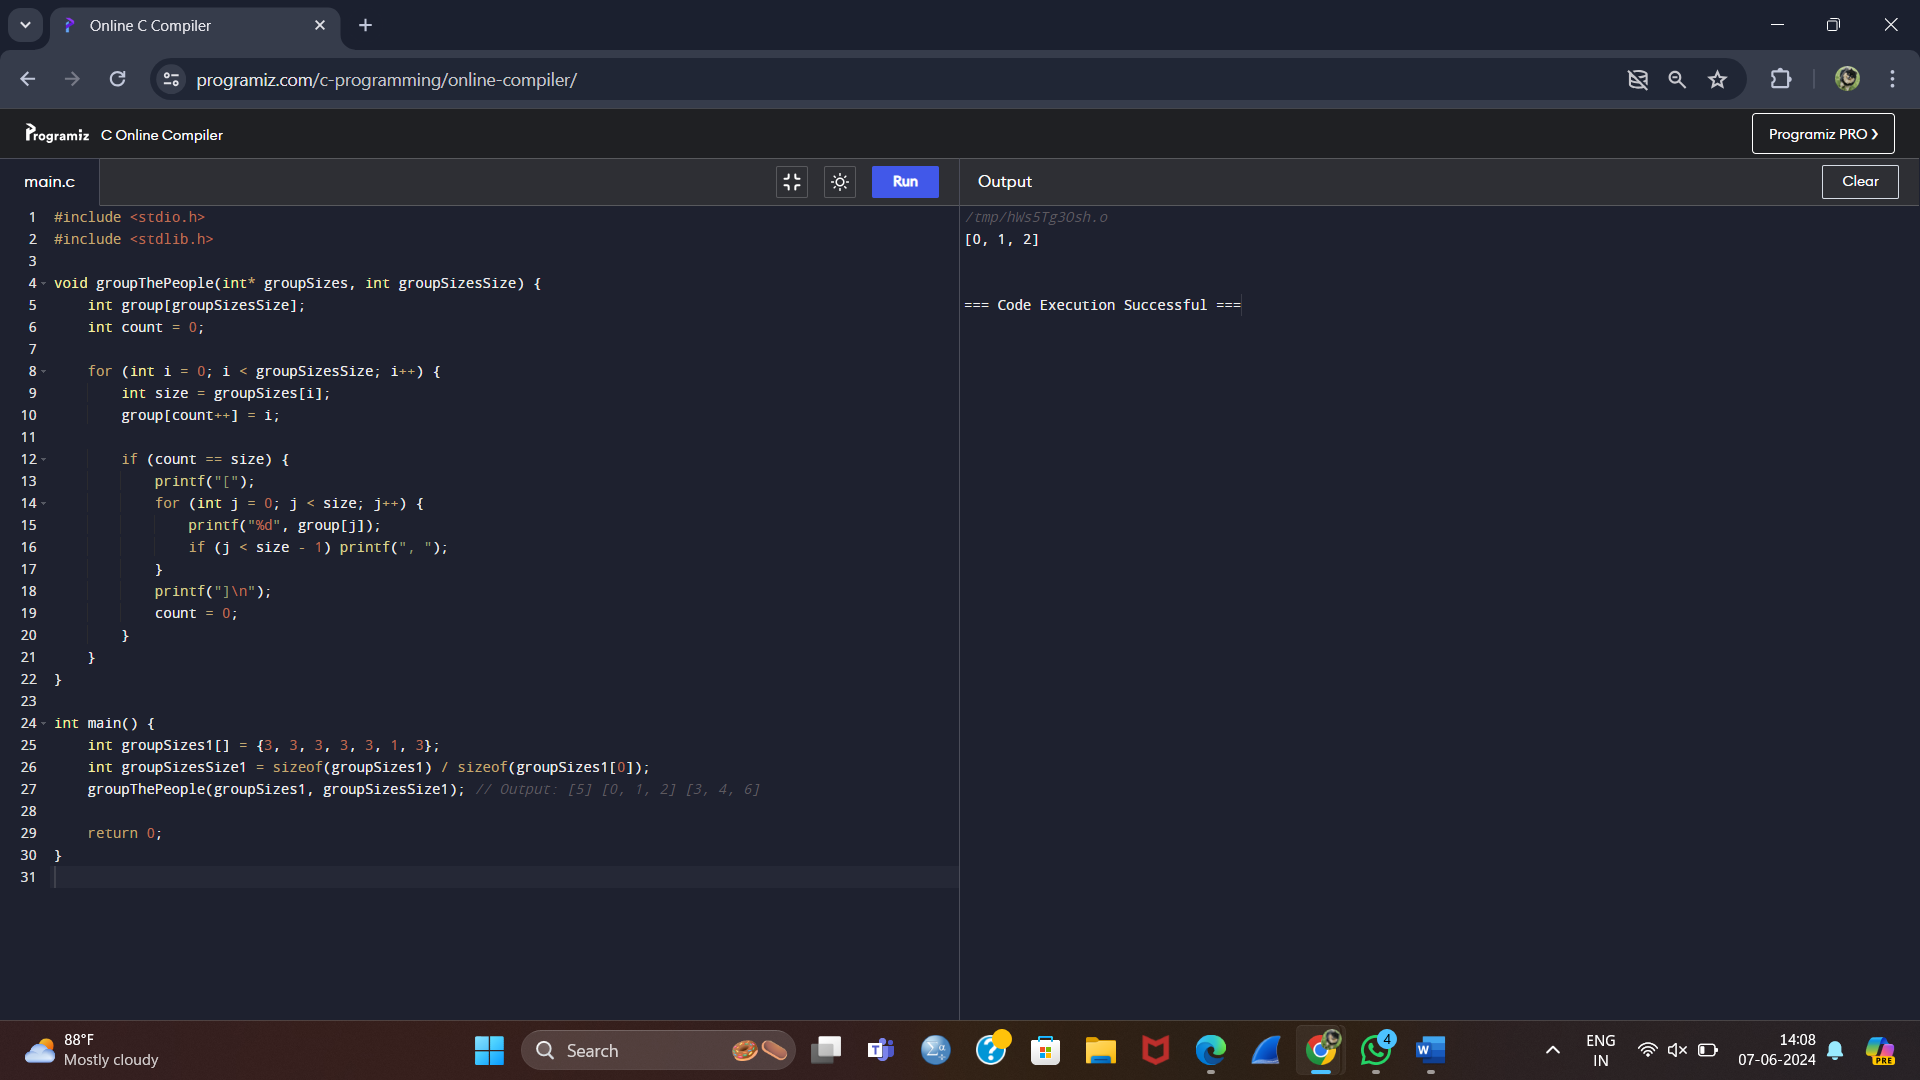 Online C Compiler
programiz.com/c-programming/online-compiler/
Programiz C Online Compiler
Programiz PRO ❯
main.c
Run
Output
Clear
1 #include <stdio.h>
2 #include <stdlib.h>
3
4 void groupThePeople(int* groupSizes, int groupSizesSize) {
5     int group[groupSizesSize];
6     int count = 0;
7
8     for (int i = 0; i < groupSizesSize; i++) {
9         int size = groupSizes[i];
10         group[count++] = i;
11
12         if (count == size) {
13             printf("[");
14             for (int j = 0; j < size; j++) {
15                 printf("%d", group[j]);
16                 if (j < size - 1) printf(", ");
17             }
18             printf("]\n");
19             count = 0;
20         }
21     }
22 }
23
24 int main() {
25     int groupSizes1[] = {3, 3, 3, 3, 3, 1, 3};
26     int groupSizesSize1 = sizeof(groupSizes1) / sizeof(groupSizes1[0]);
27     groupThePeople(groupSizes1, groupSizesSize1); // Output: [5] [0, 1, 2] [3, 4, 6]
28
29     return 0;
30 }
31
/tmp/hWs5Tg3Osh.o
[0, 1, 2]
=== Code Execution Successful ===
88°F
Mostly cloudy
Search
4
ENG
IN
14:08
07-06-2024
PRE